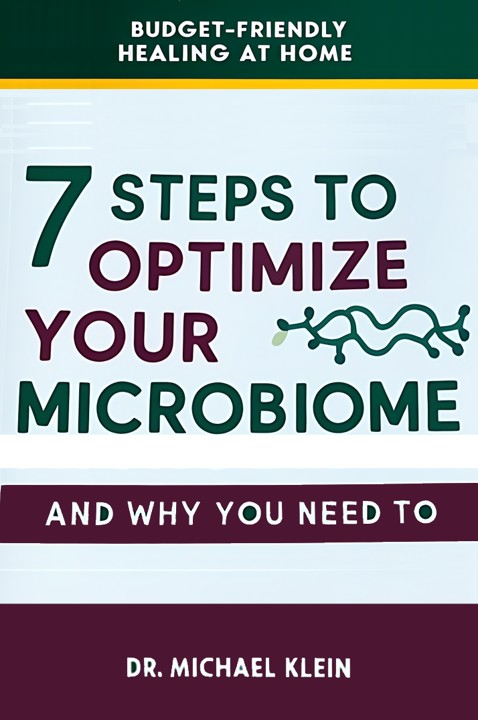 BUDGET-FRIENDLY
HEALING AT HOME
7 STEPS TO
OPTIMIZE
YOUR
MICROBIOME
AND WHY YOU NEED TO
DR. MICHAEL KLEIN